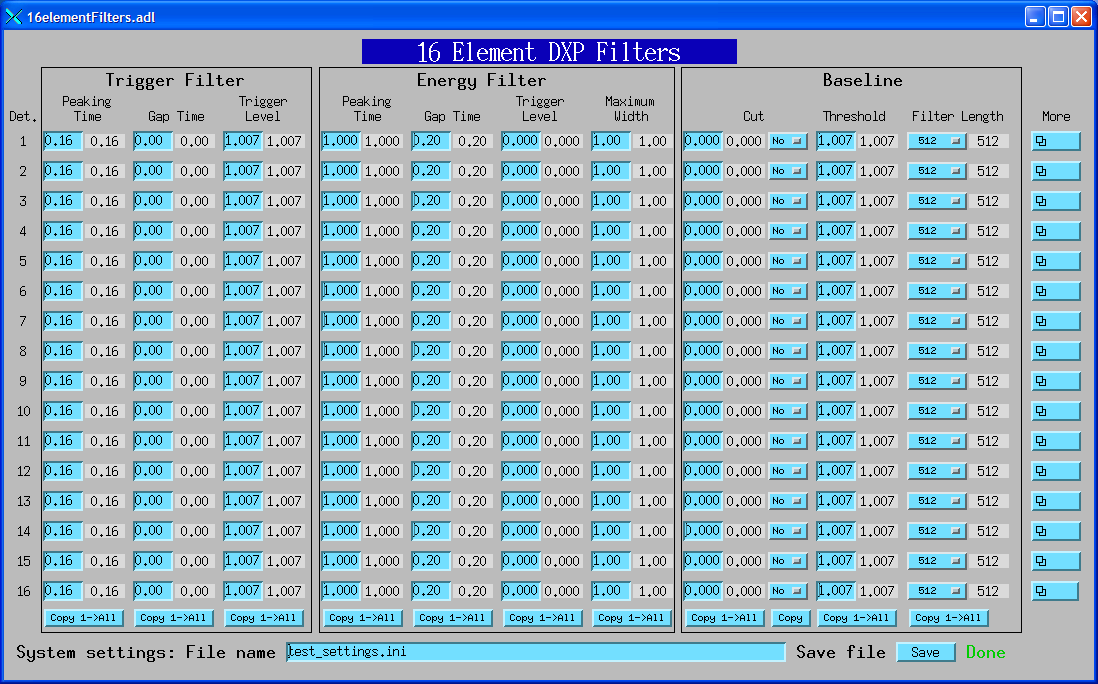 16elementFilters.adl
16 Element DXP Filters
Trigger Filter Energy Filter Baseline
Peaking Trigger Peaking Trigger Maximum
Det. Time Gap Time Level Time Gap Time Level Width Cut Threshold Filter Length More
1 0.16 0.16 0.00 0.00 1.007 1.007 1.000 1.000 0.20 0.20 0.000 0.000 1.00 1.00 0.000 0.000 No 1.007 1.007 512 512
2 0.16 0.16 0.00 0.00 1.007 1.007 1.000 1.000 0.20 0.20 0.000 0.000 1.00 1.00 0.000 0.000 No 1.007 1.007 512 512
3 0.16 0.16 0.00 0.00 1.007 1.007 1.000 1.000 0.20 0.20 0.000 0.000 1.00 1.00 0.000 0.000 No 1.007 1.007 512 512
4 0.16 0.16 0.00 0.00 1.007 1.007 1.000 1.000 0.20 0.20 0.000 0.000 1.00 1.00 0.000 0.000 No 1.007 1.007 512 512
5 0.16 0.16 0.00 0.00 1.007 1.007 1.000 1.000 0.20 0.20 0.000 0.000 1.00 1.00 0.000 0.000 No 1.007 1.007 512 512
6 0.16 0.16 0.00 0.00 1.007 1.007 1.000 1.000 0.20 0.20 0.000 0.000 1.00 1.00 0.000 0.000 No 1.007 1.007 512 512
7 0.16 0.16 0.00 0.00 1.007 1.007 1.000 1.000 0.20 0.20 0.000 0.000 1.00 1.00 0.000 0.000 No 1.007 1.007 512 512
8 0.16 0.16 0.00 0.00 1.007 1.007 1.000 1.000 0.20 0.20 0.000 0.000 1.00 1.00 0.000 0.000 No 1.007 1.007 512 512
9 0.16 0.16 0.00 0.00 1.007 1.007 1.000 1.000 0.20 0.20 0.000 0.000 1.00 1.00 0.000 0.000 No 1.007 1.007 512 512
10 0.16 0.16 0.00 0.00 1.007 1.007 1.000 1.000 0.20 0.20 0.000 0.000 1.00 1.00 0.000 0.000 No 1.007 1.007 512 512
11 0.16 0.16 0.00 0.00 1.007 1.007 1.000 1.000 0.20 0.20 0.000 0.000 1.00 1.00 0.000 0.000 No 1.007 1.007 512 512
12 0.16 0.16 0.00 0.00 1.007 1.007 1.000 1.000 0.20 0.20 0.000 0.000 1.00 1.00 0.000 0.000 No 1.007 1.007 512 512
13 0.16 0.16 0.00 0.00 1.007 1.007 1.000 1.000 0.20 0.20 0.000 0.000 1.00 1.00 0.000 0.000 No 1.007 1.007 512 512
14 0.16 0.16 0.00 0.00 1.007 1.007 1.000 1.000 0.20 0.20 0.000 0.000 1.00 1.00 0.000 0.000 No 1.007 1.007 512 512
15 0.16 0.16 0.00 0.00 1.007 1.007 1.000 1.000 0.20 0.20 0.000 0.000 1.00 1.00 0.000 0.000 No 1.007 1.007 512 512
16 0.16 0.16 0.00 0.00 1.007 1.007 1.000 1.000 0.20 0.20 0.000 0.000 1.00 1.00 0.000 0.000 No 1.007 1.007 512 512
Copy 1->All Copy 1->All Copy 1->All Copy 1->All Copy 1->All Copy 1->All Copy 1->All Copy 1->All Copy Copy 1->All Copy 1->All
System settings: File name test_settings.ini Save file Save Done